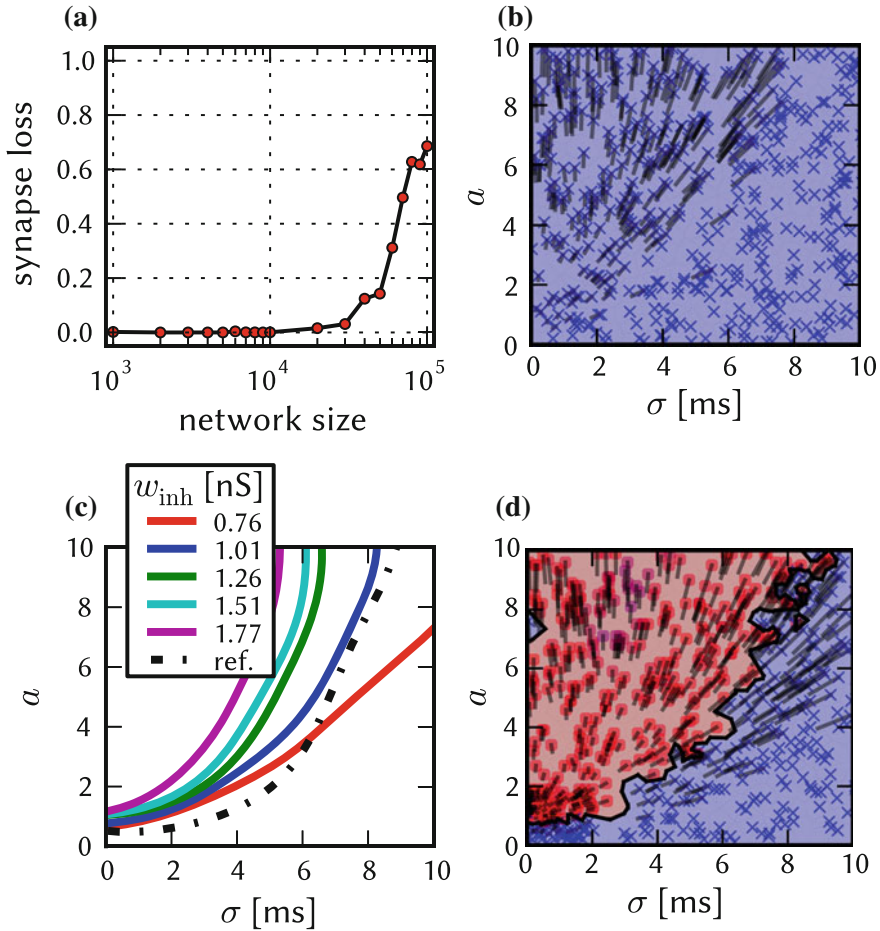 (a)
1.0
0.8
0.6
0.4
0.2
0.0
synapse loss
10³
10⁴
10⁵
network size
(b)
10
8
6
4
2
0
a
0 2 4 6 8 10
σ [ms]
(c)
w_inh [nS]
0.76
1.01
1.26
1.51
1.77
ref.
10
8
6
4
2
0
a
0 2 4 6 8 10
σ [ms]
(d)
10
8
6
4
2
0
a
0 2 4 6 8 10
σ [ms]